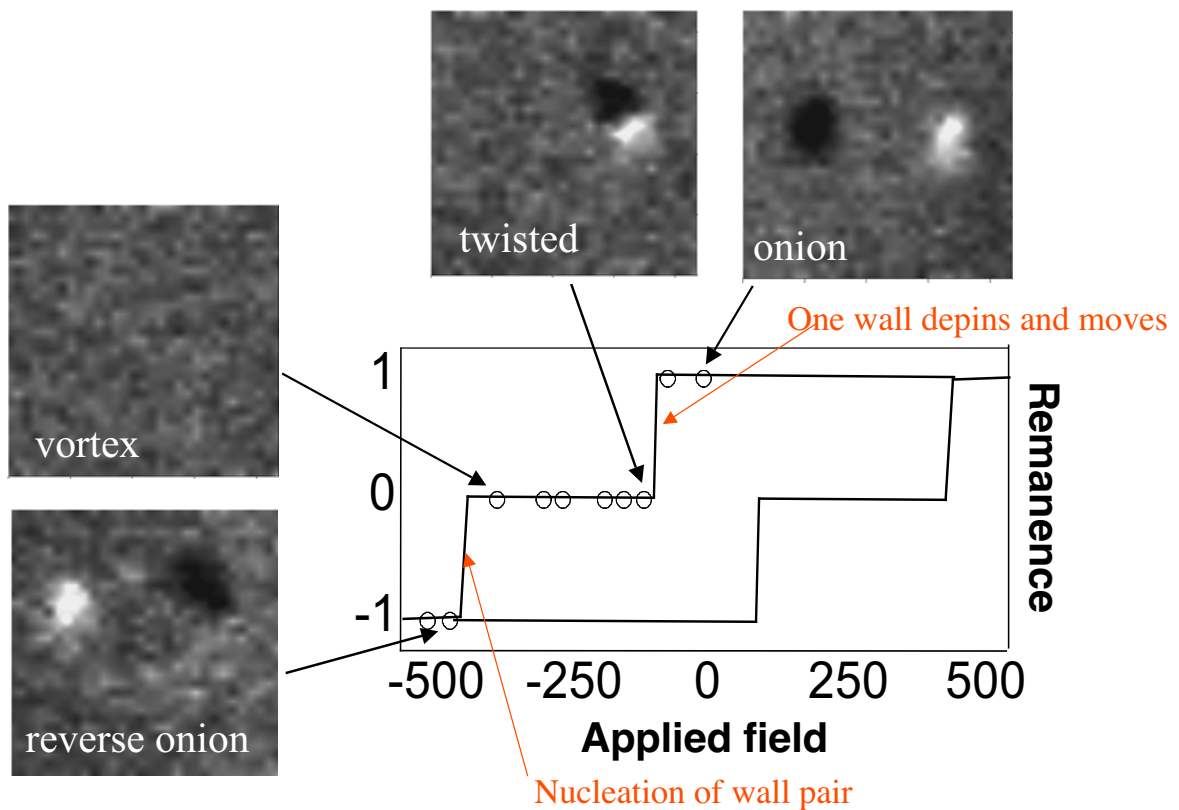 twisted
onion
One wall depins and moves
vortex
reverse onion
1
0
-1
Remanence
-500 -250 0 250 500
Applied field
Nucleation of wall pair